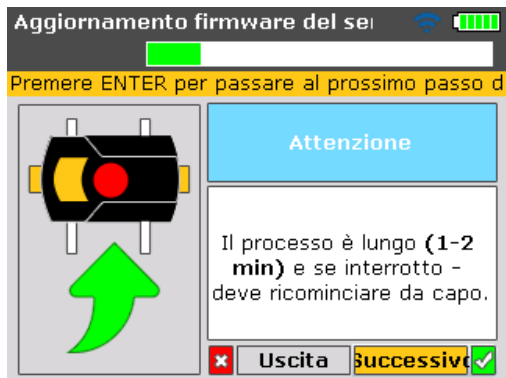 Aggiornamento firmware del se
Premere ENTER per passare al prossimo passo d
Attenzione
Il processo è lungo (1-2
min) e se interrotto -
deve ricominciare da capo.
Uscita
Successiv